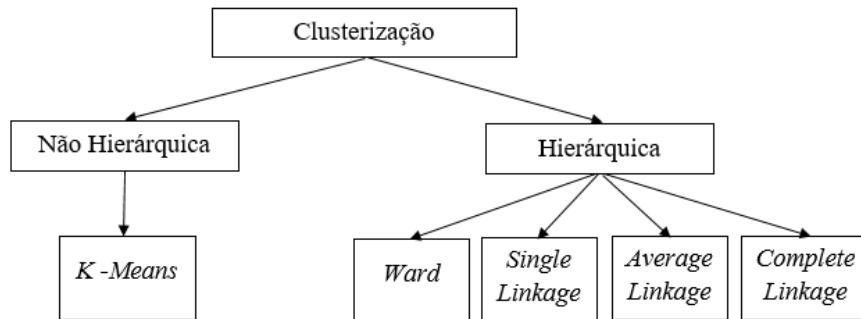 Clusterização
Não Hierárquica
Hierárquica
K -Means
Ward
Single
Linkage
Average
Linkage
Complete
Linkage